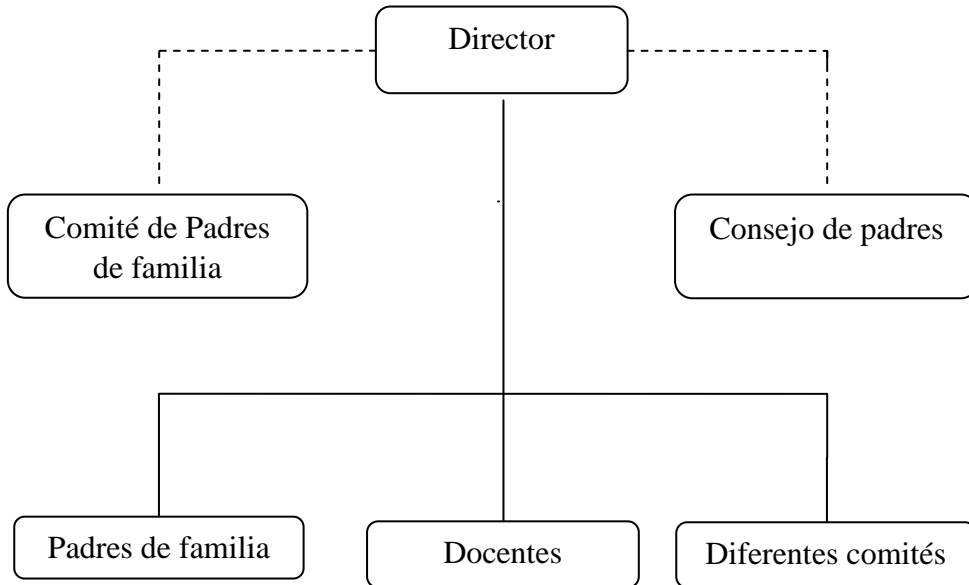 Director
Comité de Padres
de familia
Consejo de padres
Padres de familia
Docentes
Diferentes comités